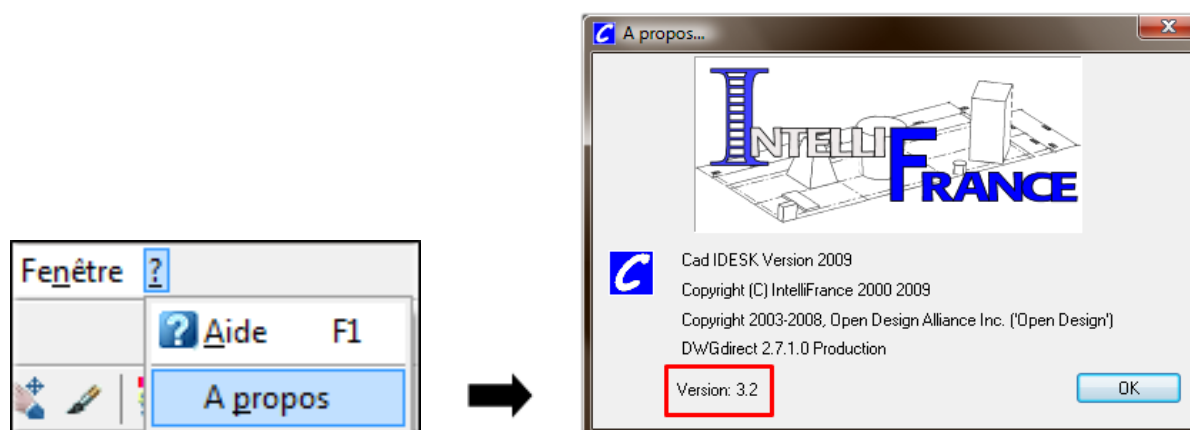 Fenêtre ?
Aide F1
A propos
A propos...
INTELLI
FRANCE
Cad IDESK Version 2009
Copyright (C) IntelliFrance 2000 2009
Copyright 2003-2008, Open Design Alliance Inc. ('Open Design')
DWGdirect 2.7.1.0 Production
Version: 3.2
OK